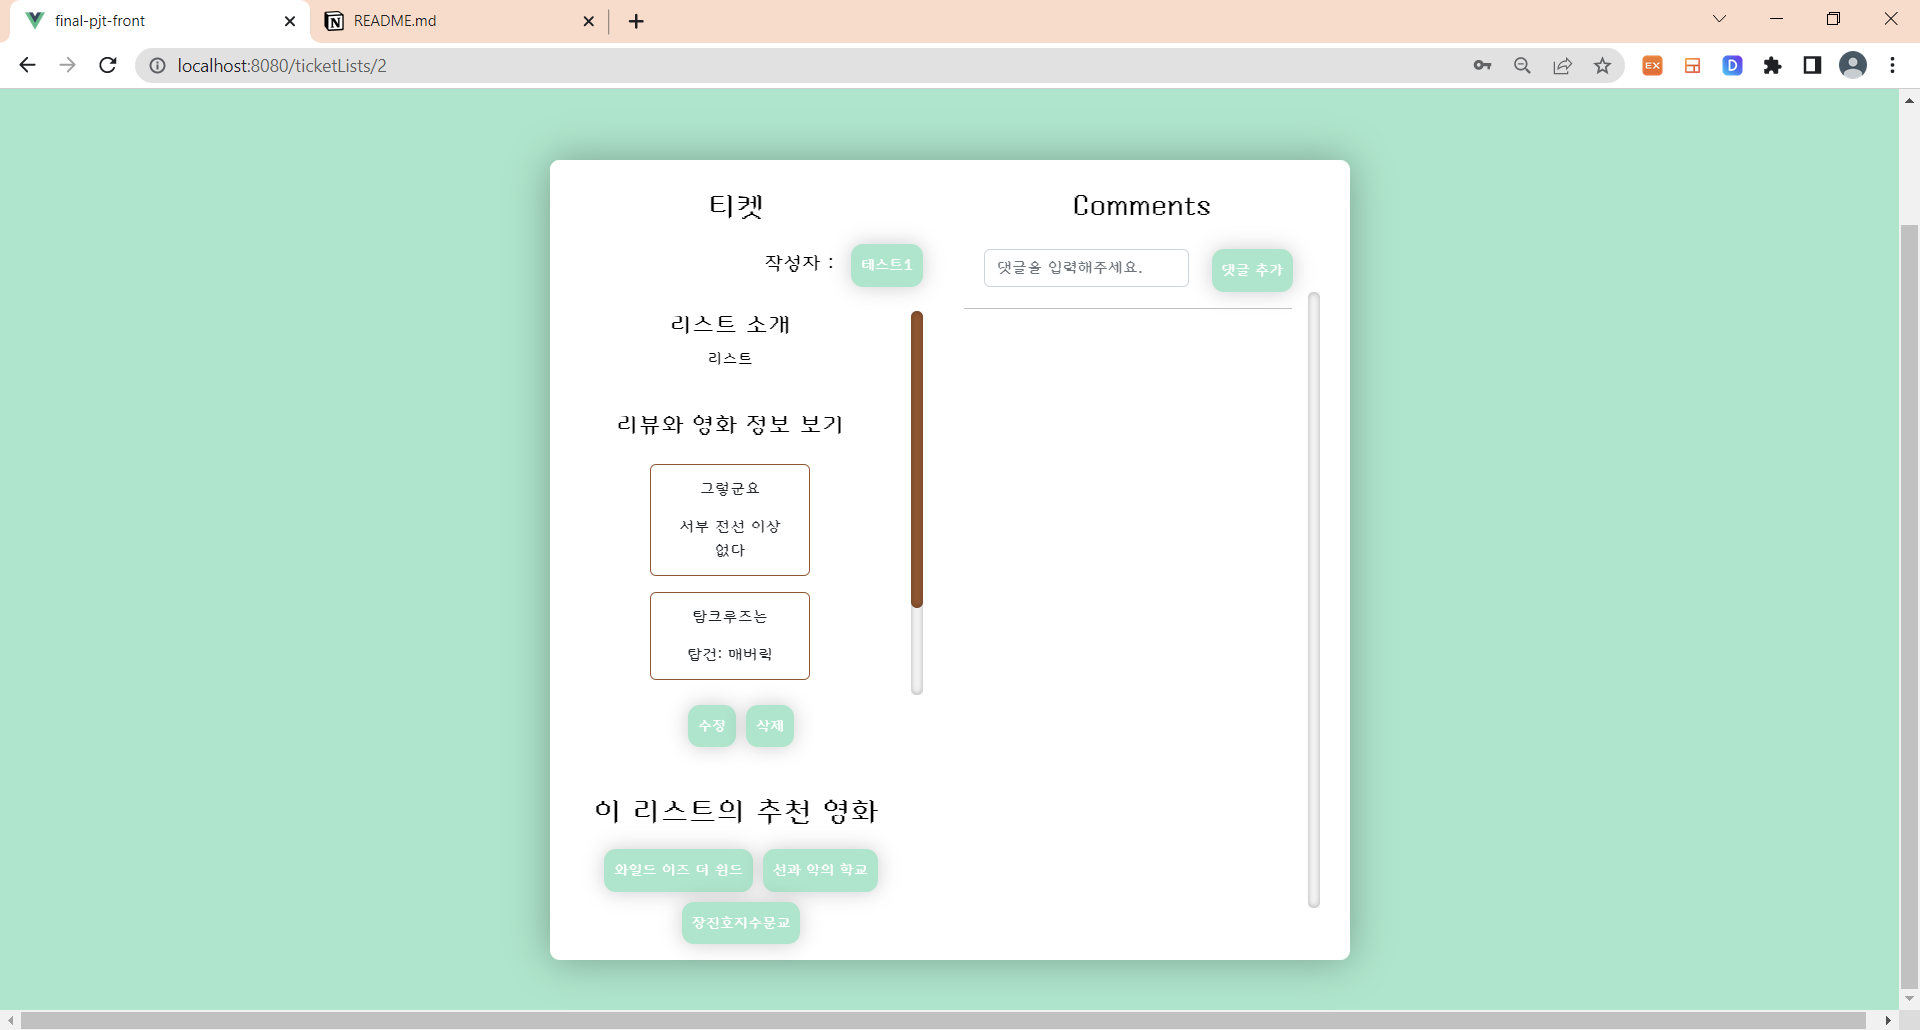 final-pjt-front
README.md
localhost:8080/ticketLists/2
티켓
작성자 :
테스트1
리스트 소개
리스트
리뷰와 영화 정보 보기
그렇군요
서부 전선 이상
없다
탐크루즈는
탑건: 매버릭
수정
삭제
이 리스트의 추천 영화
와일드 이즈 더 윈드
선과 악의 학교
장진호지수문교
Comments
댓글을 입력해주세요.
댓글 추가